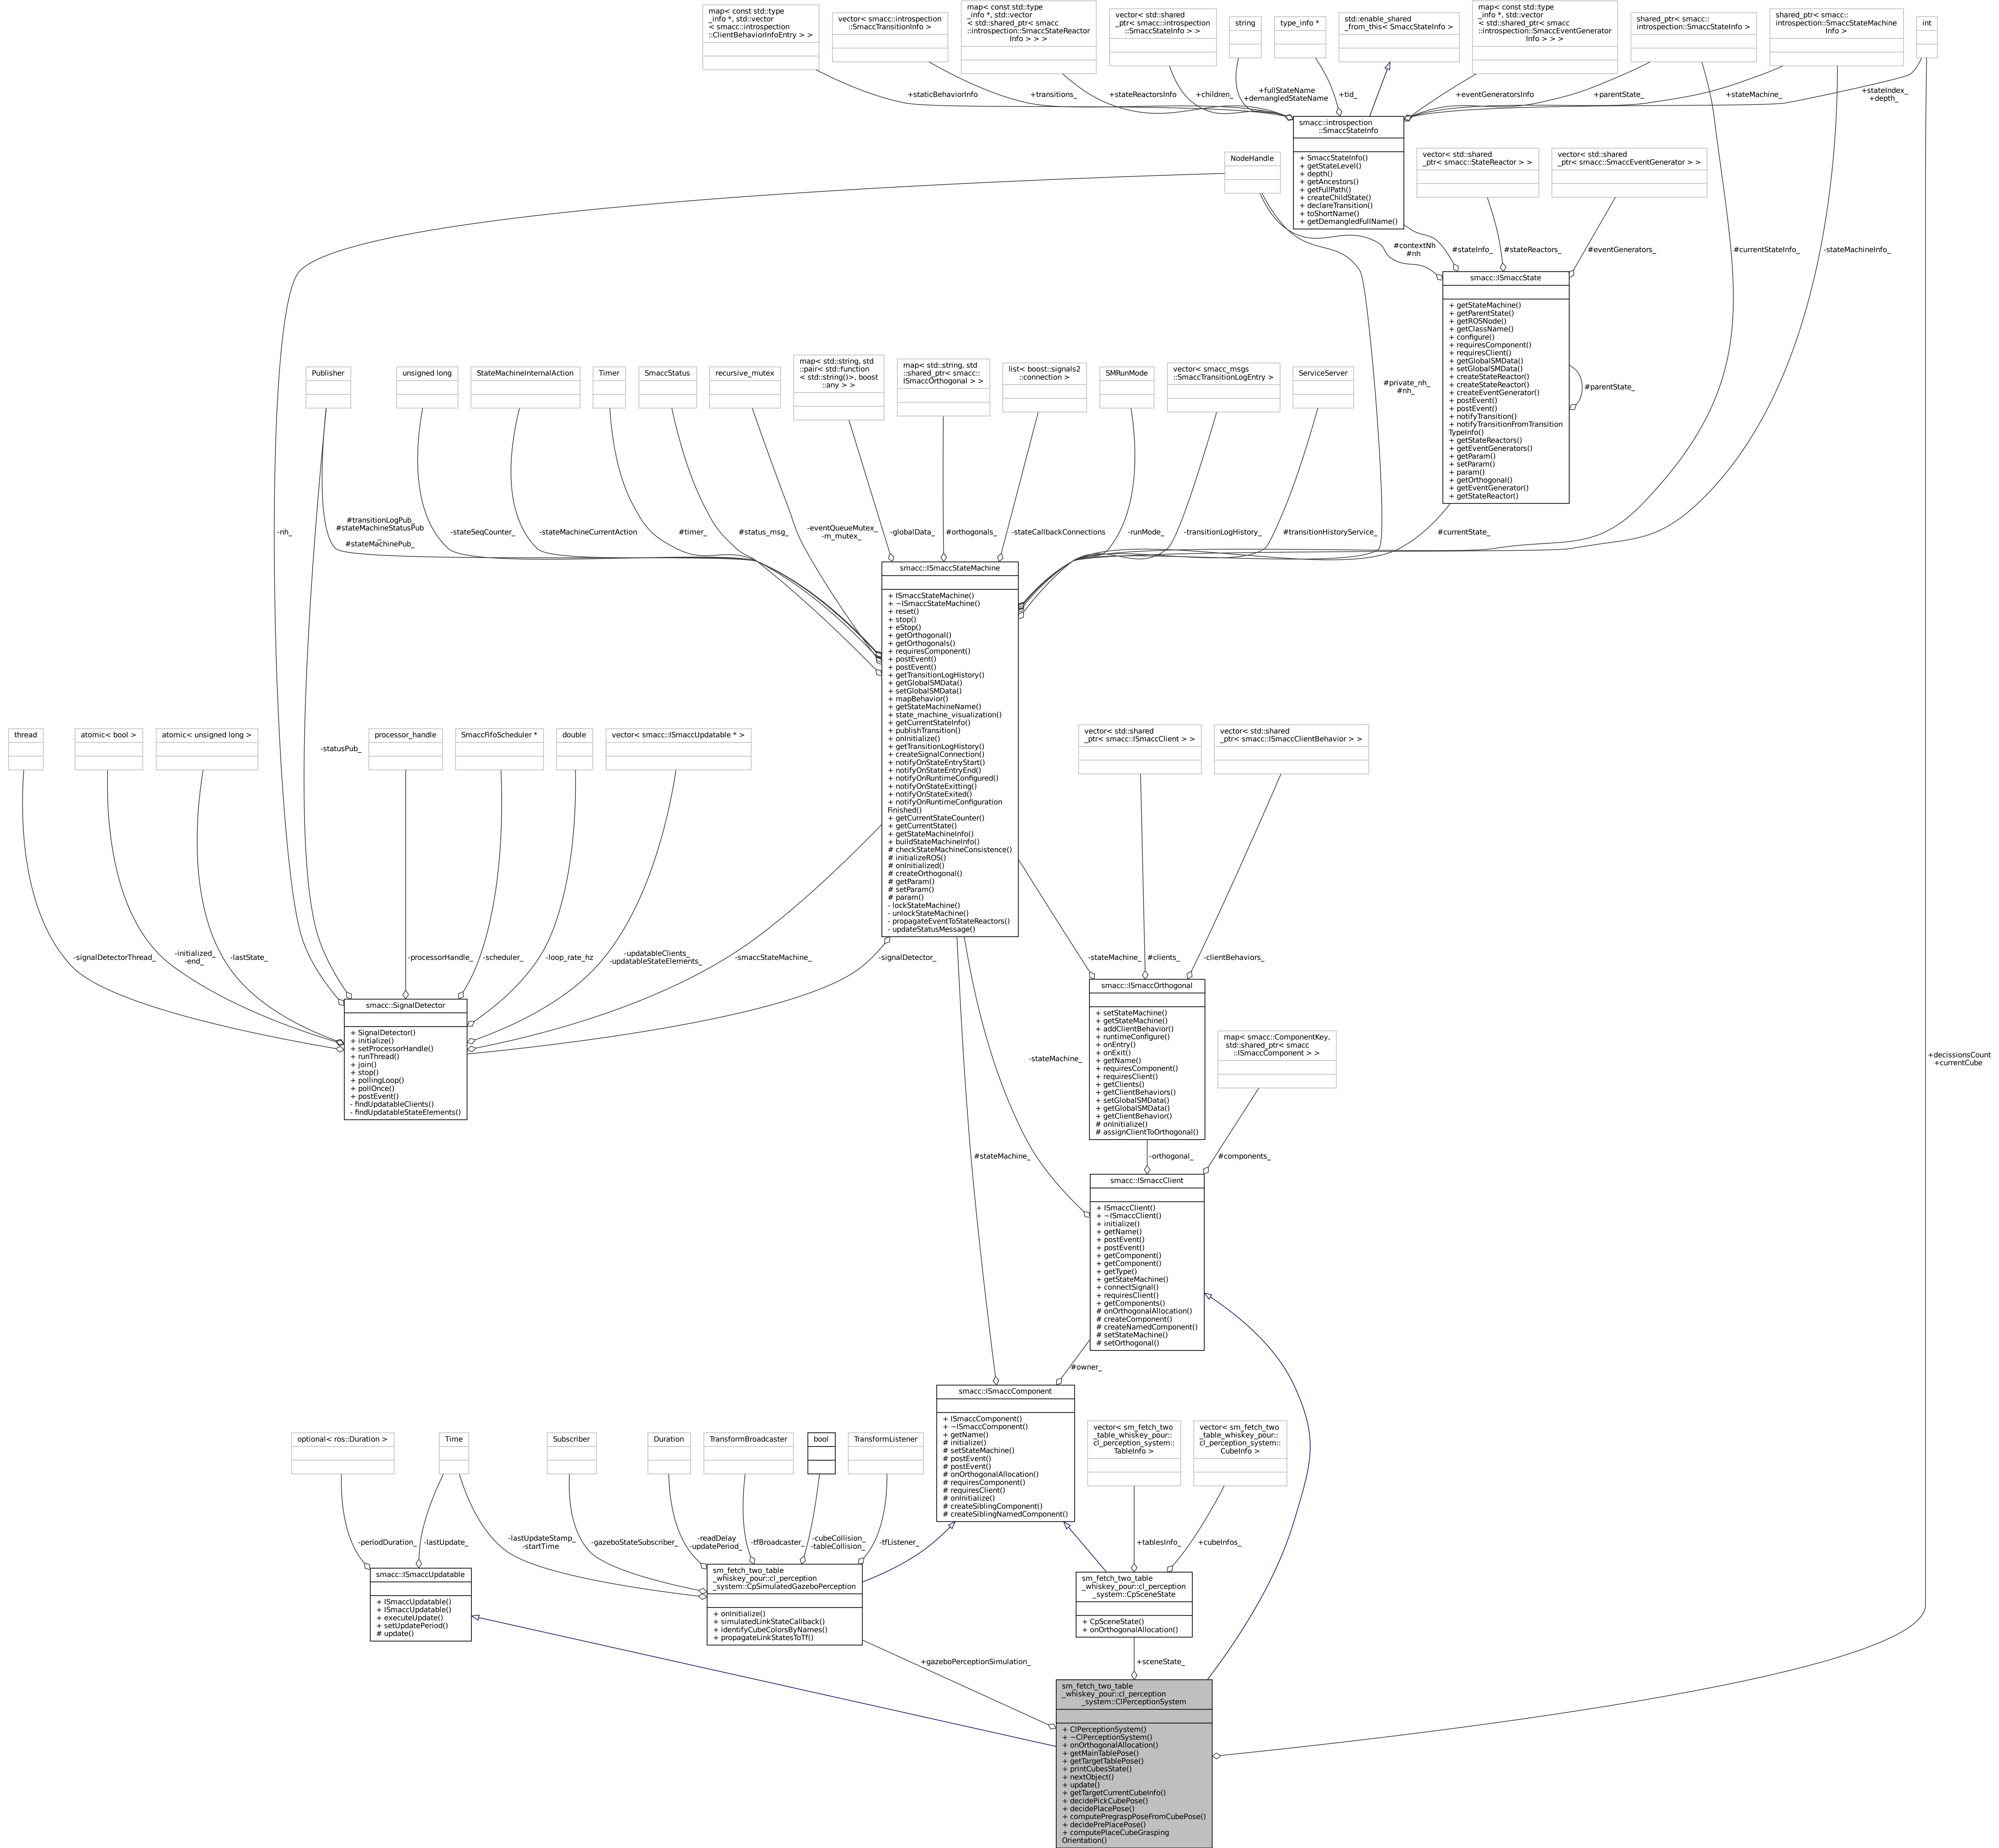 map< const std::type
_info *, std::vector
< smacc::introspection
::ClientBehaviorInfoEntry > >
vector< smacc::introspection
::SmaccTransitionInfo >
map< const std::type
_info *, std::vector
< std::shared_ptr< smacc
::introspection::SmaccStateReactor
Info > > >
vector< std::shared
_ptr< smacc::introspection
::SmaccStateInfo > >
string
type_info *
std::enable_shared
_from_this< SmaccStateInfo >
map< const std::type
_info *, std::vector
< std::shared_ptr< smacc
::introspection::SmaccEventGenerator
Info > > >
shared_ptr< smacc::
introspection::SmaccStateInfo >
shared_ptr< smacc::
introspection::SmaccStateMachine
Info >
int
+staticBehaviorInfo
+transitions_
+stateReactorsInfo
+children_
+fullStateName
+demangledStateName
+tid_
+eventGeneratorsInfo
+parentState_
+stateMachine_
+stateIndex_
+depth_
smacc::introspection
::SmaccStateInfo
+ SmaccStateInfo()
+ getStateLevel()
+ depth()
+ getAncestors()
+ getFullPath()
+ createChildState()
+ declareTransition()
+ toShortName()
+ getDemangledFullName()
NodeHandle
vector< std::shared
_ptr< smacc::StateReactor > >
vector< std::shared
_ptr< smacc::SmaccEventGenerator > >
#contextNh
#nh
#stateInfo_
#stateReactors_
#eventGenerators_
#currentStateInfo_
-stateMachineInfo_
smacc::ISmaccState
+ getStateMachine()
+ getParentState()
+ getROSNode()
+ getClassName()
+ configure()
+ requiresComponent()
+ requiresClient()
+ getGlobalSMData()
+ setGlobalSMData()
+ createStateReactor()
+ createStateReactor()
+ createEventGenerator()
+ postEvent()
+ postEvent()
+ notifyTransition()
+ notifyTransitionFromTransition
TypeInfo()
+ getStateReactors()
+ getEventGenerators()
+ getParam()
+ setParam()
+ param()
+ getOrthogonal()
+ getEventGenerator()
+ getStateReactor()
#parentState_
Publisher
unsigned long
StateMachineInternalAction
Timer
SmaccStatus
recursive_mutex
map< std::string, std
::pair< std::function
< std::string()>, boost
::any > >
map< std::string, std
::shared_ptr< smacc::
ISmaccOrthogonal > >
list< boost::signals2
::connection >
SMRunMode
vector< smacc_msgs
::SmaccTransitionLogEntry >
ServiceServer
#private_nh_
#nh_
-nh_
#transitionLogPub_
#stateMachineStatusPub
_
#stateMachinePub_
-stateSeqCounter_
-stateMachineCurrentAction
#timer_
#status_msg_
-eventQueueMutex_
-m_mutex_
-globalData_
#orthogonals_
-stateCallbackConnections
-runMode_
-transitionLogHistory_
#transitionHistoryService_
#currentState_
smacc::ISmaccStateMachine
+ ISmaccStateMachine()
+ ~ISmaccStateMachine()
+ reset()
+ stop()
+ eStop()
+ getOrthogonal()
+ getOrthogonals()
+ requiresComponent()
+ postEvent()
+ postEvent()
+ getTransitionLogHistory()
+ getGlobalSMData()
+ setGlobalSMData()
+ mapBehavior()
+ getStateMachineName()
+ state_machine_visualization()
+ getCurrentStateInfo()
+ publishTransition()
+ onInitialize()
+ getTransitionLogHistory()
+ createSignalConnection()
+ notifyOnStateEntryStart()
+ notifyOnStateEntryEnd()
+ notifyOnRuntimeConfigured()
+ notifyOnStateExitting()
+ notifyOnStateExited()
+ notifyOnRuntimeConfiguration
Finished()
+ getCurrentStateCounter()
+ getCurrentState()
+ getStateMachineInfo()
+ buildStateMachineInfo()
# checkStateMachineConsistence()
# initializeROS()
# onInitialized()
# createOrthogonal()
# getParam()
# setParam()
# param()
- lockStateMachine()
- unlockStateMachine()
- propagateEventToStateReactors()
- updateStatusMessage()
thread
atomic< bool >
atomic< unsigned long >
-statusPub_
processor_handle
SmaccFifoScheduler *
double
vector< smacc::ISmaccUpdatable * >
vector< std::shared
_ptr< smacc::ISmaccClient > >
vector< std::shared
_ptr< smacc::ISmaccClientBehavior > >
-signalDetectorThread_
-initialized_
-end_
-lastState_
-processorHandle_
-scheduler_
-loop_rate_hz
-updatableClients_
-updatableStateElements_
-smaccStateMachine_
-signalDetector_
-stateMachine_
#clients_
-clientBehaviors_
smacc::SignalDetector
+ SignalDetector()
+ initialize()
+ setProcessorHandle()
+ runThread()
+ join()
+ stop()
+ pollingLoop()
+ pollOnce()
+ postEvent()
- findUpdatableClients()
- findUpdatableStateElements()
smacc::ISmaccOrthogonal
+ setStateMachine()
+ getStateMachine()
+ addClientBehavior()
+ runtimeConfigure()
+ onEntry()
+ onExit()
+ getName()
+ requiresComponent()
+ requiresClient()
+ getClients()
+ getClientBehaviors()
+ setGlobalSMData()
+ getGlobalSMData()
+ getClientBehavior()
# onInitialize()
# assignClientToOrthogonal()
map< smacc::ComponentKey,
std::shared_ptr< smacc
::ISmaccComponent > >
-stateMachine_
+decissionsCount
+currentCube
#stateMachine_
-orthogonal_
#components_
smacc::ISmaccClient
+ ISmaccClient()
+ ~ISmaccClient()
+ initialize()
+ getName()
+ postEvent()
+ postEvent()
+ getComponent()
+ getComponent()
+ getType()
+ getStateMachine()
+ connectSignal()
+ requiresClient()
+ getComponents()
# onOrthogonalAllocation()
# createComponent()
# createNamedComponent()
# setStateMachine()
# setOrthogonal()
#owner_
smacc::ISmaccComponent
+ ISmaccComponent()
+ ~ISmaccComponent()
+ getName()
# initialize()
# setStateMachine()
# postEvent()
# postEvent()
# onOrthogonalAllocation()
# requiresComponent()
# requiresClient()
# onInitialize()
# createSiblingComponent()
# createSiblingNamedComponent()
optional< ros::Duration >
Time
Subscriber
Duration
TransformBroadcaster
bool
TransformListener
vector< sm_fetch_two
_table_whiskey_pour::
cl_perception_system::
TableInfo >
vector< sm_fetch_two
_table_whiskey_pour::
cl_perception_system::
CubeInfo >
-periodDuration_
-lastUpdate_
-lastUpdateStamp_
-startTime
-gazeboStateSubscriber_
-readDelay
-updatePeriod_
-tfBroadcaster_
-cubeCollision_
-tableCollision_
-tfListener_
+tablesInfo_
+cubeInfos_
smacc::ISmaccUpdatable
+ ISmaccUpdatable()
+ ISmaccUpdatable()
+ executeUpdate()
+ setUpdatePeriod()
# update()
sm_fetch_two_table
_whiskey_pour::cl_perception
_system::CpSimulatedGazeboPerception
+ onInitialize()
+ simulatedLinkStateCallback()
+ identifyCubeColorsByNames()
+ propagateLinkStatesToTf()
sm_fetch_two_table
_whiskey_pour::cl_perception
_system::CpSceneState
+ CpSceneState()
+ onOrthogonalAllocation()
+gazeboPerceptionSimulation_
+sceneState_
sm_fetch_two_table
_whiskey_pour::cl_perception
_system::ClPerceptionSystem
+ ClPerceptionSystem()
+ ~ClPerceptionSystem()
+ onOrthogonalAllocation()
+ getMainTablePose()
+ getTargetTablePose()
+ printCubesState()
+ nextObject()
+ update()
+ getTargetCurrentCubeInfo()
+ decidePickCubePose()
+ decidePlacePose()
+ computePregraspPoseFromCubePose()
+ decidePrePlacePose()
+ computePlaceCubeGrasping
Orientation()